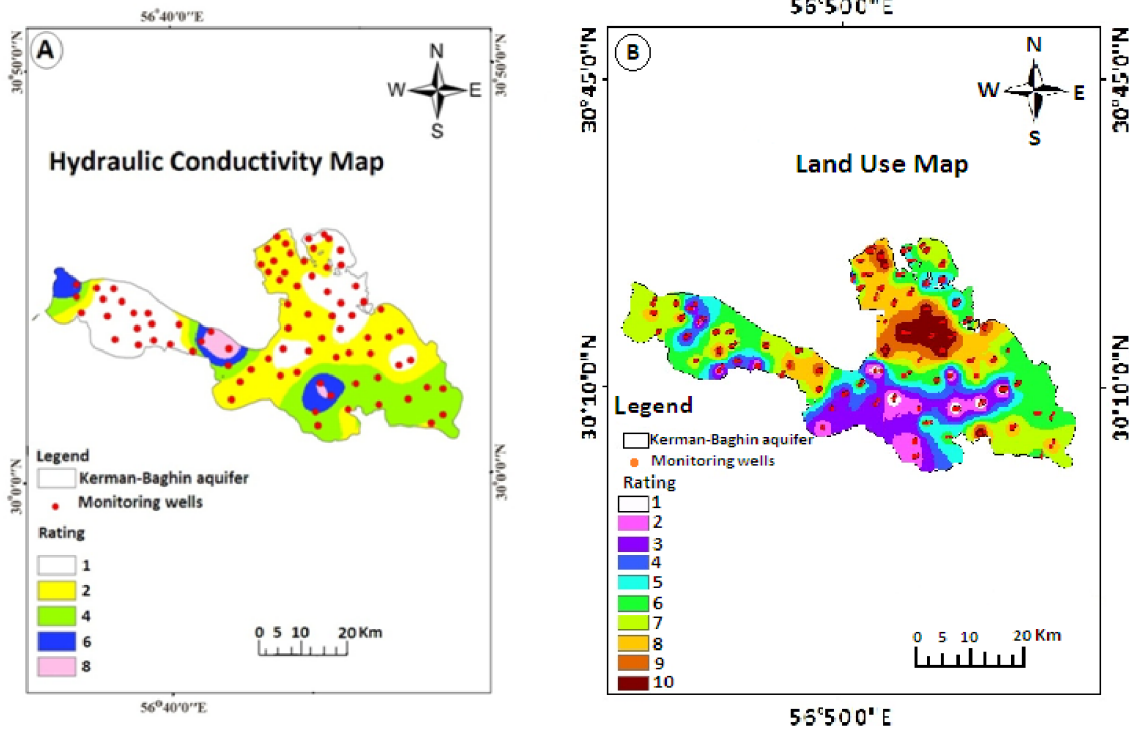 56°40'0"E
A
30°50'0"N
30°50'0"N
N
W E
S
Hydraulic Conductivity Map
Legend
Kerman-Baghin aquifer
Monitoring wells
Rating
1
2
4
6
8
0 5 10 20 Km
30°0'0"N
30°0'0"N
56°40'0"E
56°50'0"E
B
30°45'0"N
30°45'0"N
N
W E
S
Land Use Map
30°10'0"N
30°10'0"N
Legend
Kerman-Baghin aquifer
Monitoring wells
Rating
1
2
3
4
5
6
7
8
9
10
0 5 10 20 Km
56°50'0"E